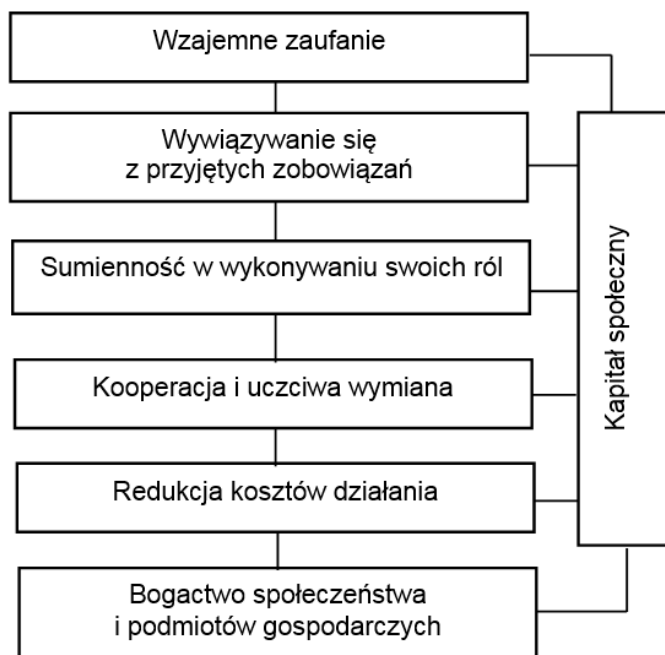 Wzajemne zaufanie
Wywiązywanie się
z przyjętych zobowiązań
Sumienność w wykonywaniu swoich ról
Kooperacja i uczciwa wymiana
Redukcja kosztów działania
Bogactwo społeczeństwa
i podmiotów gospodarczych
Kapitał społeczny